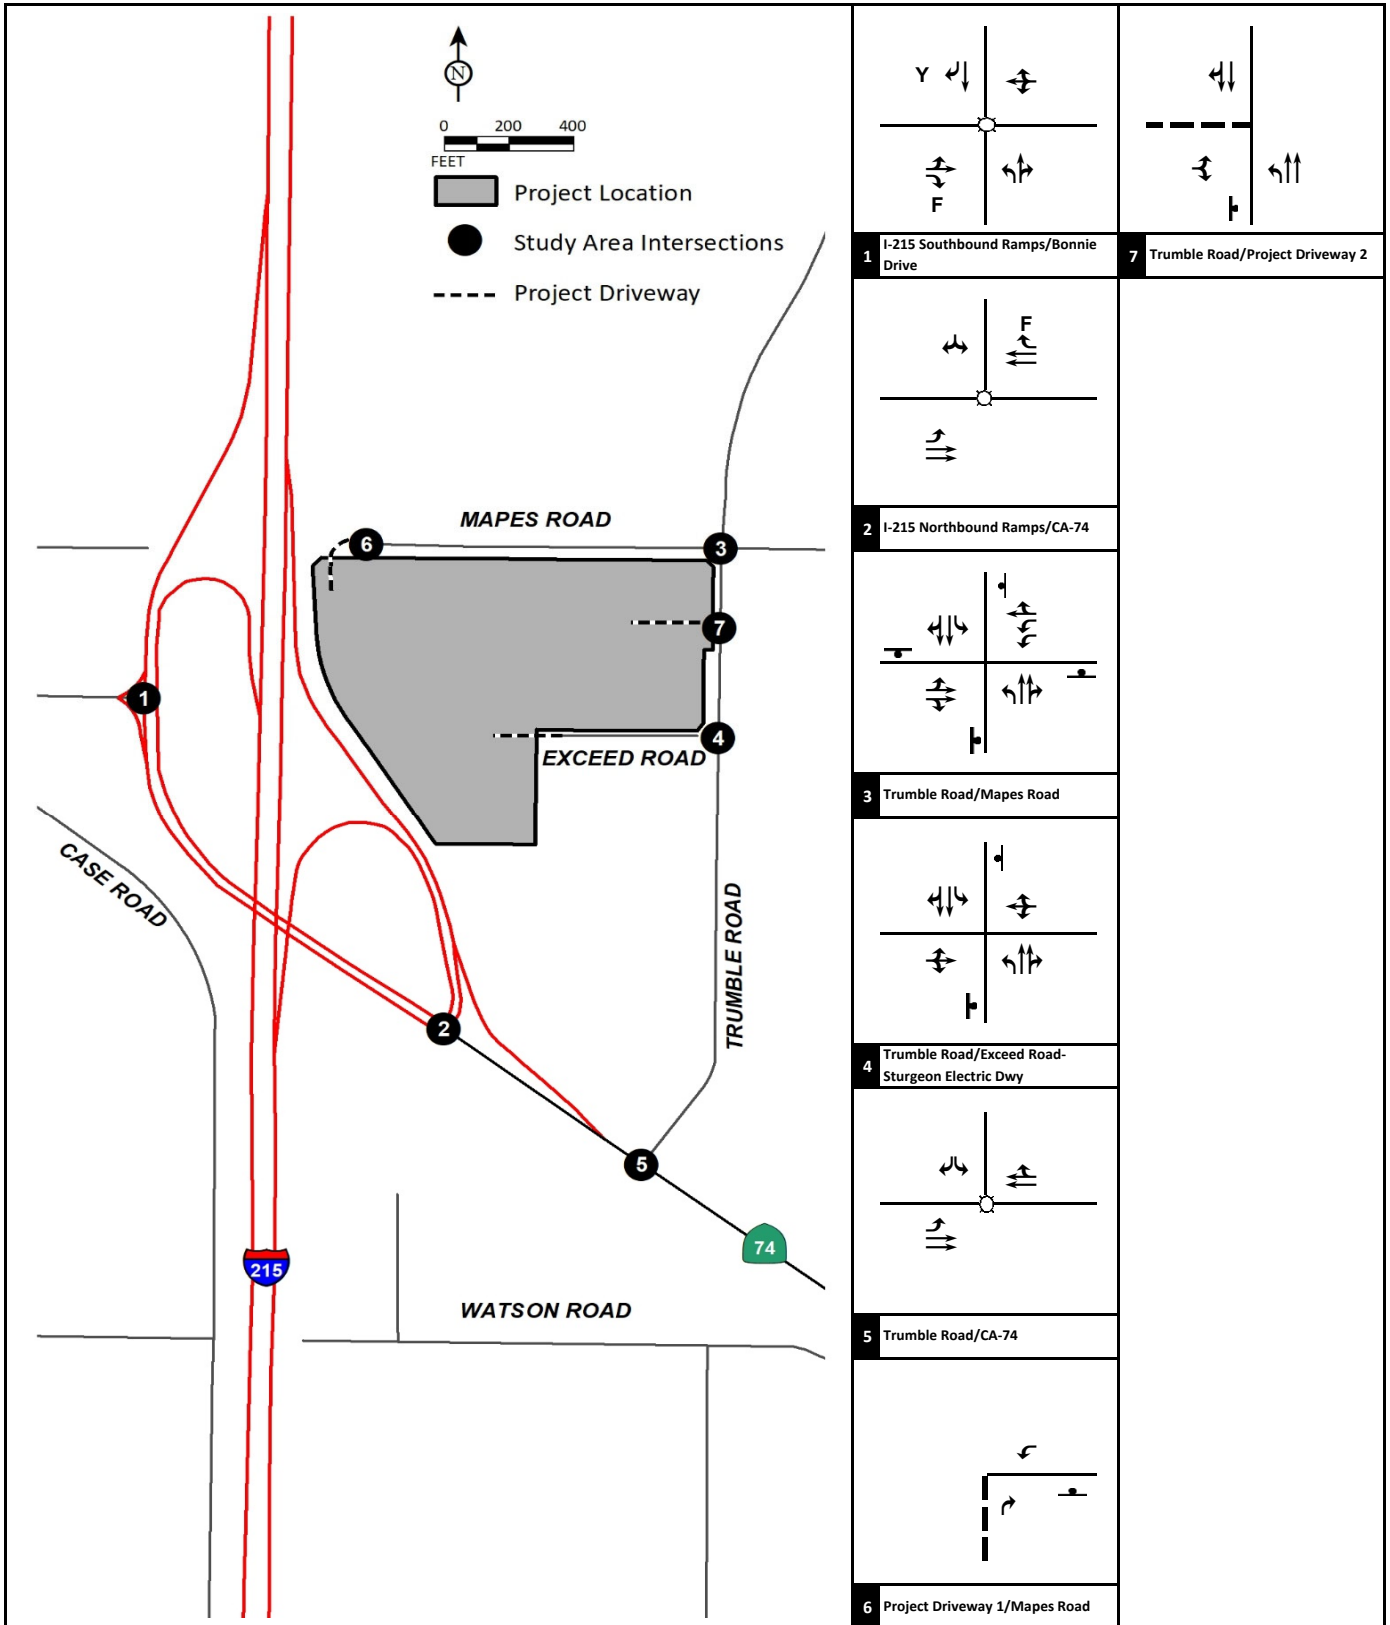 N
0 200 400
FEET
Project Location
Study Area Intersections
Project Driveway
MAPES ROAD
6
3
7
1
4
EXCEED ROAD
CASE ROAD
TRUMBLE ROAD
2
5
74
215
WATSON ROAD
Y
F
1 I-215 Southbound Ramps/Bonnie
Drive
F
2 I-215 Northbound Ramps/CA-74
3 Trumble Road/Mapes Road
4 Trumble Road/Exceed Road-
Sturgeon Electric Dwy
5 Trumble Road/CA-74
6 Project Driveway 1/Mapes Road
7 Trumble Road/Project Driveway 2